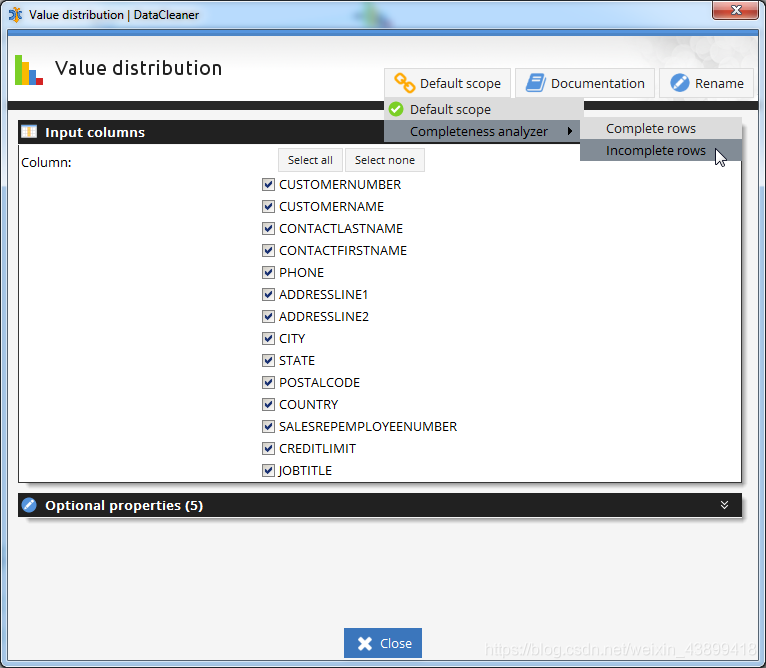 Value distribution | DataCleaner
Value distribution
Default scope
Documentation
Rename
Default scope
Completeness analyzer
Complete rows
Incomplete rows
Input columns
Column:
Select all
Select none
CUSTOMERNUMBER
CUSTOMERNAME
CONTACTLASTNAME
CONTACTFIRSTNAME
PHONE
ADDRESSLINE1
ADDRESSLINE2
CITY
STATE
POSTALCODE
COUNTRY
SALESREPEMPLOYEENUMBER
CREDITLIMIT
JOBTITLE
Optional properties (5)
Close
https://blog.csdn.net/weixin_43899418